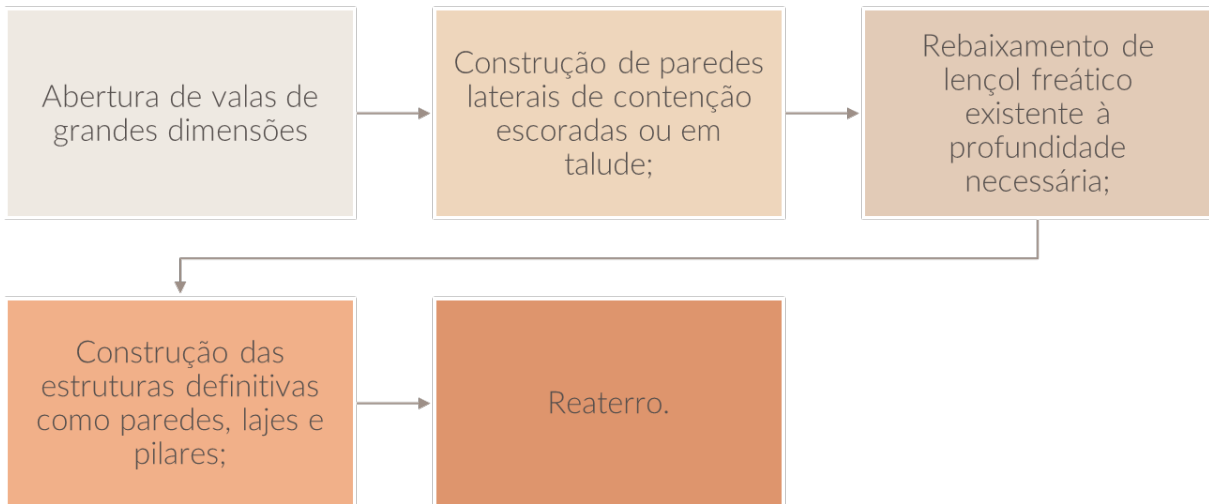 Abertura de valas de
grandes dimensões
Construção de paredes
laterais de contenção
escoradas ou em
talude;
Rebaixamento de
lençol freático
existente à
profundidade
necessária;
Construção das
estruturas definitivas
como paredes, lajes e
pilares;
Reaterro.